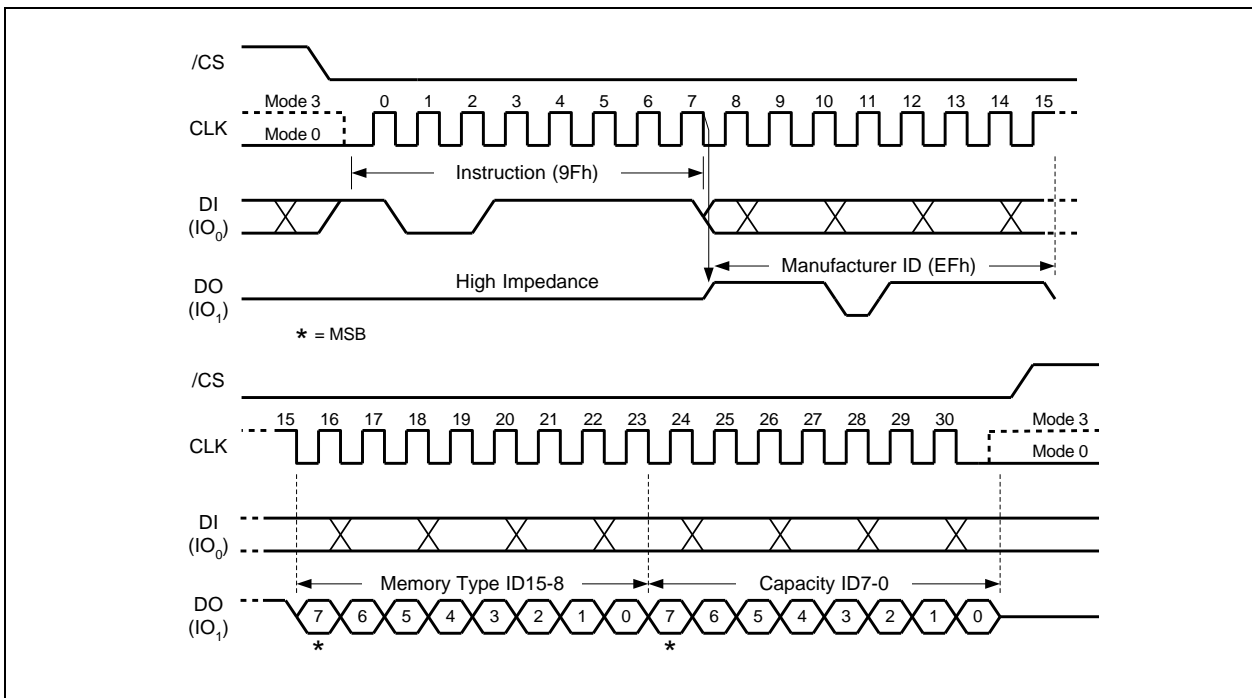 /CS
Mode 3 0 1 2 3 4 5 6 7 8 9 10 11 12 13 14 15
CLK
Mode 0
Instruction (9Fh)
DI
(IO0)
Manufacturer ID (EFh)
High Impedance
DO
(IO1)
* = MSB
/CS
15 16 17 18 19 20 21 22 23 24 25 26 27 28 29 30 Mode 3
CLK
Mode 0
DI
(IO0)
Memory Type ID15-8 Capacity ID7-0
DO
(IO1)
7 6 5 4 3 2 1 0 7 6 5 4 3 2 1 0
* *